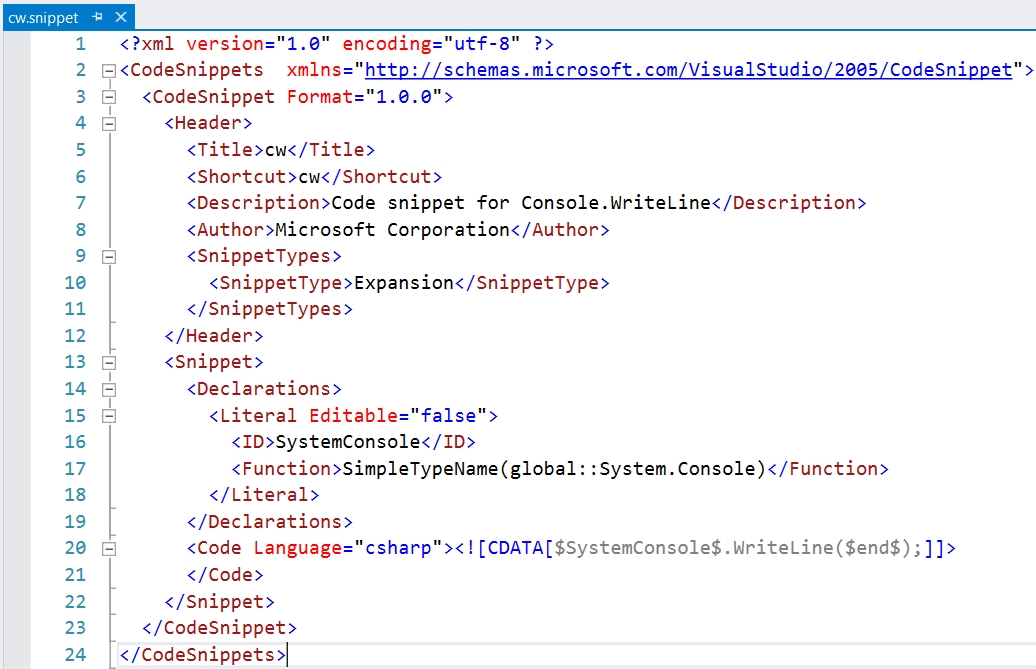 cw.snippet
1 <?xml version="1.0" encoding="utf-8" ?>
2 <CodeSnippets  xmlns="http://schemas.microsoft.com/VisualStudio/2005/CodeSnippet">
3   <CodeSnippet Format="1.0.0">
4     <Header>
5       <Title>cw</Title>
6       <Shortcut>cw</Shortcut>
7       <Description>Code snippet for Console.WriteLine</Description>
8       <Author>Microsoft Corporation</Author>
9       <SnippetTypes>
10         <SnippetType>Expansion</SnippetType>
11       </SnippetTypes>
12     </Header>
13     <Snippet>
14       <Declarations>
15         <Literal Editable="false">
16           <ID>SystemConsole</ID>
17           <Function>SimpleTypeName(global::System.Console)</Function>
18         </Literal>
19       </Declarations>
20       <Code Language="csharp"><![CDATA[$SystemConsole$.WriteLine($end$);]]>
21       </Code>
22     </Snippet>
23   </CodeSnippet>
24 </CodeSnippets>